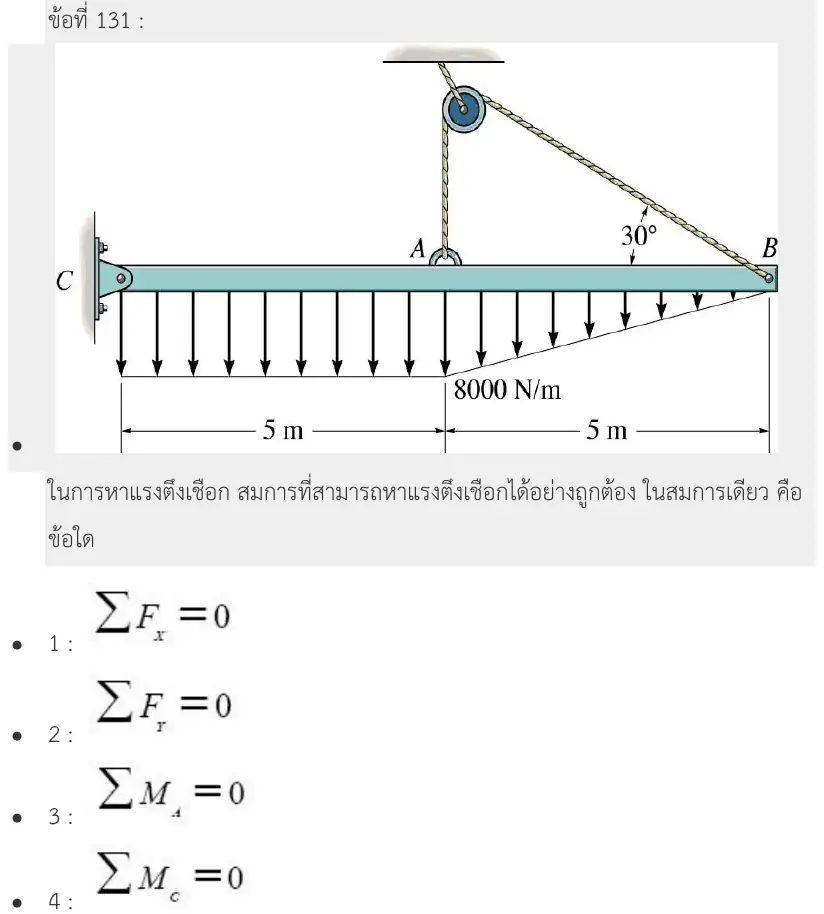 ข้อที่ 131 :
A
30°
B
C
8000 N/m
5 m
5 m
ในการหาแรงตึงเชือก สมการที่สามารถหาแรงตึงเชือกได้อย่างถูกต้อง ในสมการเดียว คือ
ข้อใด
1 : ∑F_x = 0
2 : ∑F_Y = 0
3 : ∑M_A = 0
4 : ∑M_C = 0